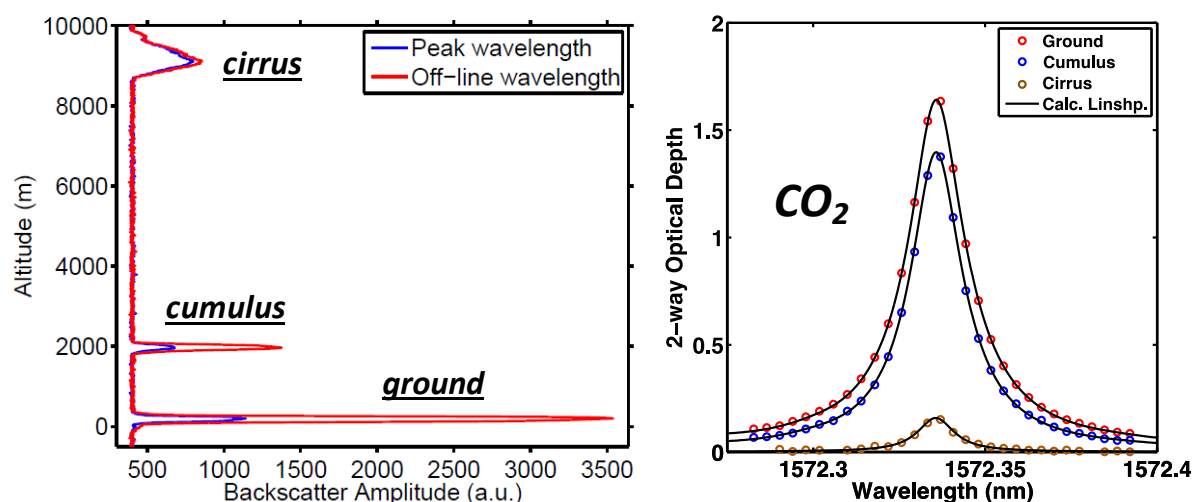 10000
8000
6000
4000
2000
0
Altitude (m)
500
1000
1500
2000
2500
3000
3500
Backscatter Amplitude (a.u.)
Peak wavelength
Off-line wavelength
cirrus
cumulus
ground
2
1.5
1
0.5
0
2-way Optical Depth
1572.3
1572.35
1572.4
Wavelength (nm)
Ground
Cumulus
Cirrus
Calc. Linshp.
CO2